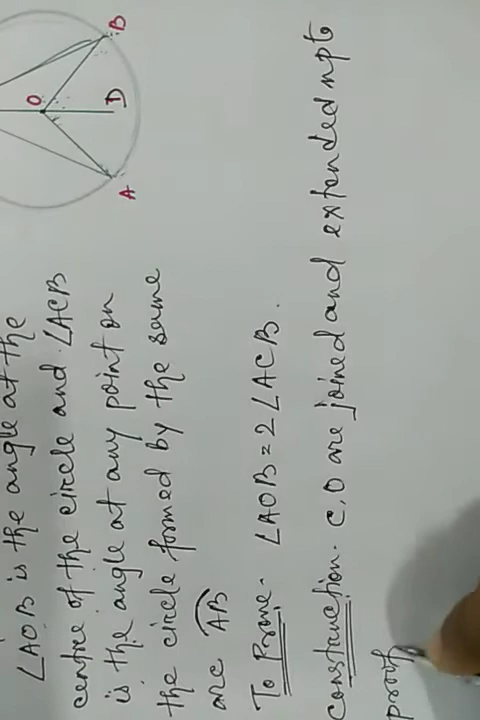 B
O
D
A
∠AOB is the angle at the
centre of the circle and ∠ACB
is the angle at any point on
the circle formed by the same
arc AB
To Prove. ∠AOB = 2∠ACB.
Construction. C,O are joined and extended upto
proof